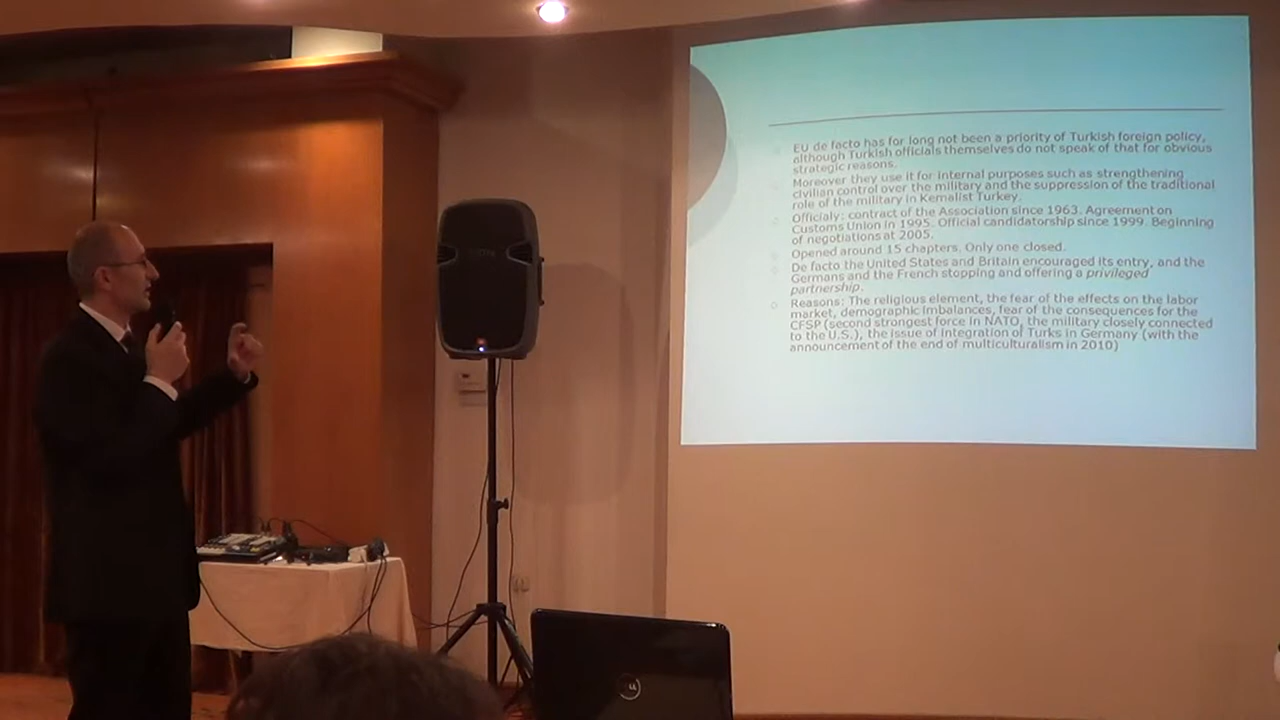 EU de facto has for long not been a priority of Turkish foreign policy,
although Turkish officials themselves do not speak of that for obvious
strategic reasons.
Moreover they use it for internal purposes such as strengthening
civilian control over the military and the suppression of the traditional
role of the military in Kemalist Turkey.
Officialy: contract of the Association since 1963. Agreement on
Customs Union in 1995. Official candidatorship since 1999. Beginning
of negotiations at 2005.
Opened around 15 chapters. Only one closed.
De facto the United States and Britain encouraged its entry, and the
Germans and the French stopping and offering a privileged
partnership.
Reasons: The religious element, the fear of the effects on the labor
market, demographic imbalances, fear of the consequences for the
CFSP (second strongest force in NATO, the military closely connected
to the U.S.), the issue of integration of Turks in Germany (with the
announcement of the end of multiculturalism in 2010)